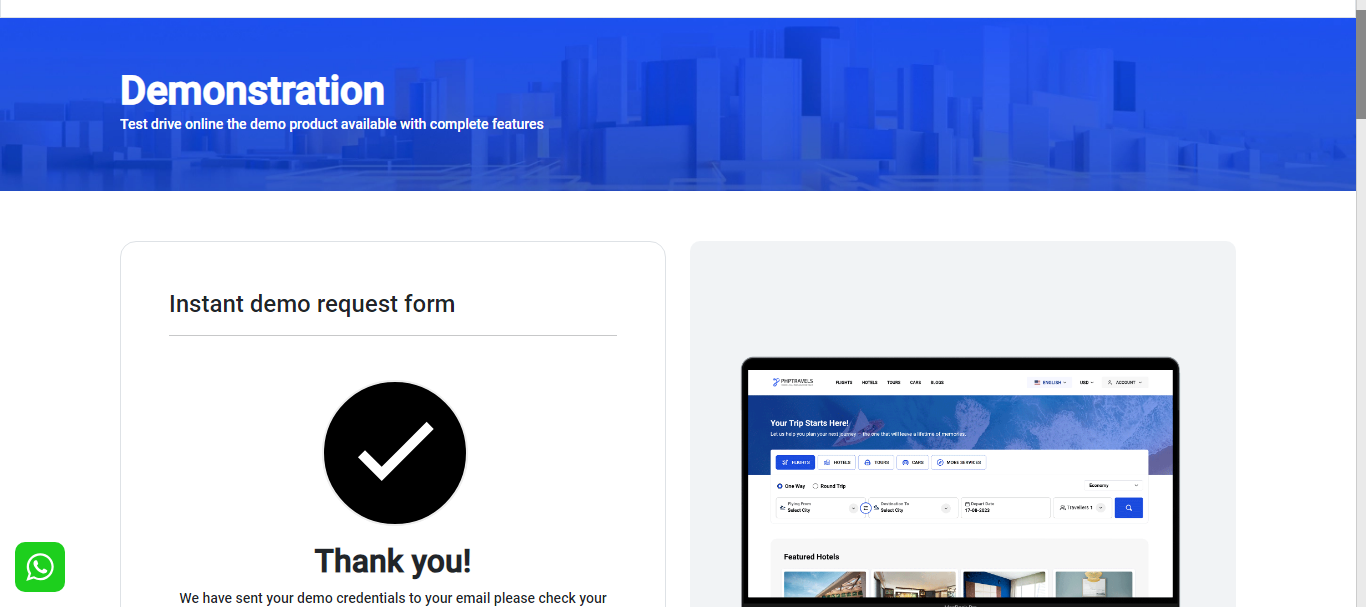 Demonstration
Test drive online the demo product available with complete features
Instant demo request form
Thank you!
We have sent your demo credentials to your email please check your
PHPTRAVELS
FLIGHTS HOTELS TOURS CARS BLOGS
ENGLISH USD ACCOUNT
Your Trip Starts Here!
Let us help you plan your next journey
the one that will leave a lifetime of memories.
FLIGHTS HOTELS TOURS CARS MORE SERVICES
One Way Round Trip
Economy
Flying From Destination To Depart Date
Select City Select City 17-08-2023 Travellers 1
Featured Hotels